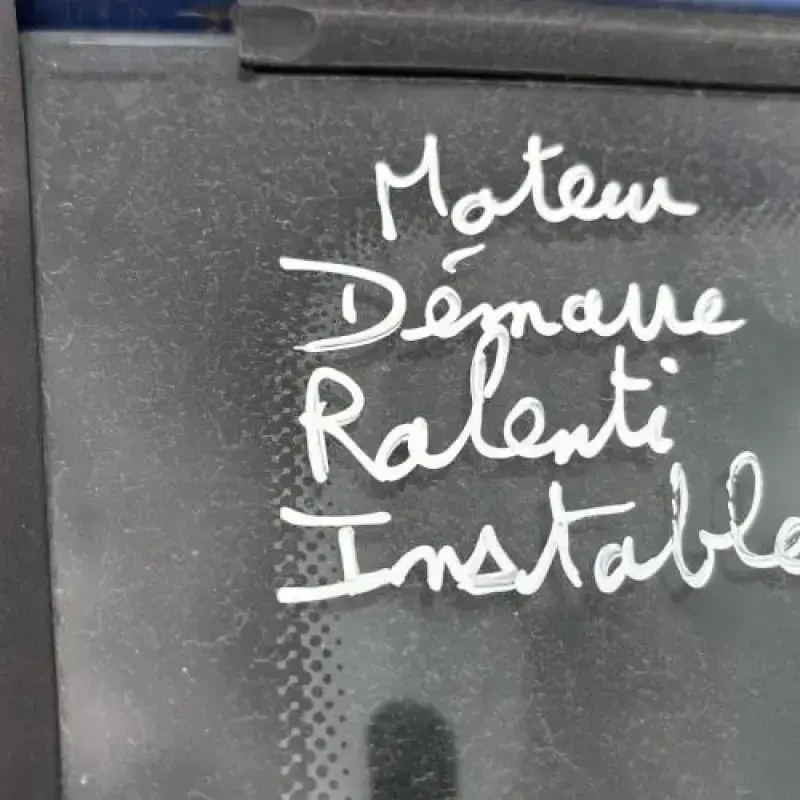 Moteur
Démarre
Ralenti
Instable